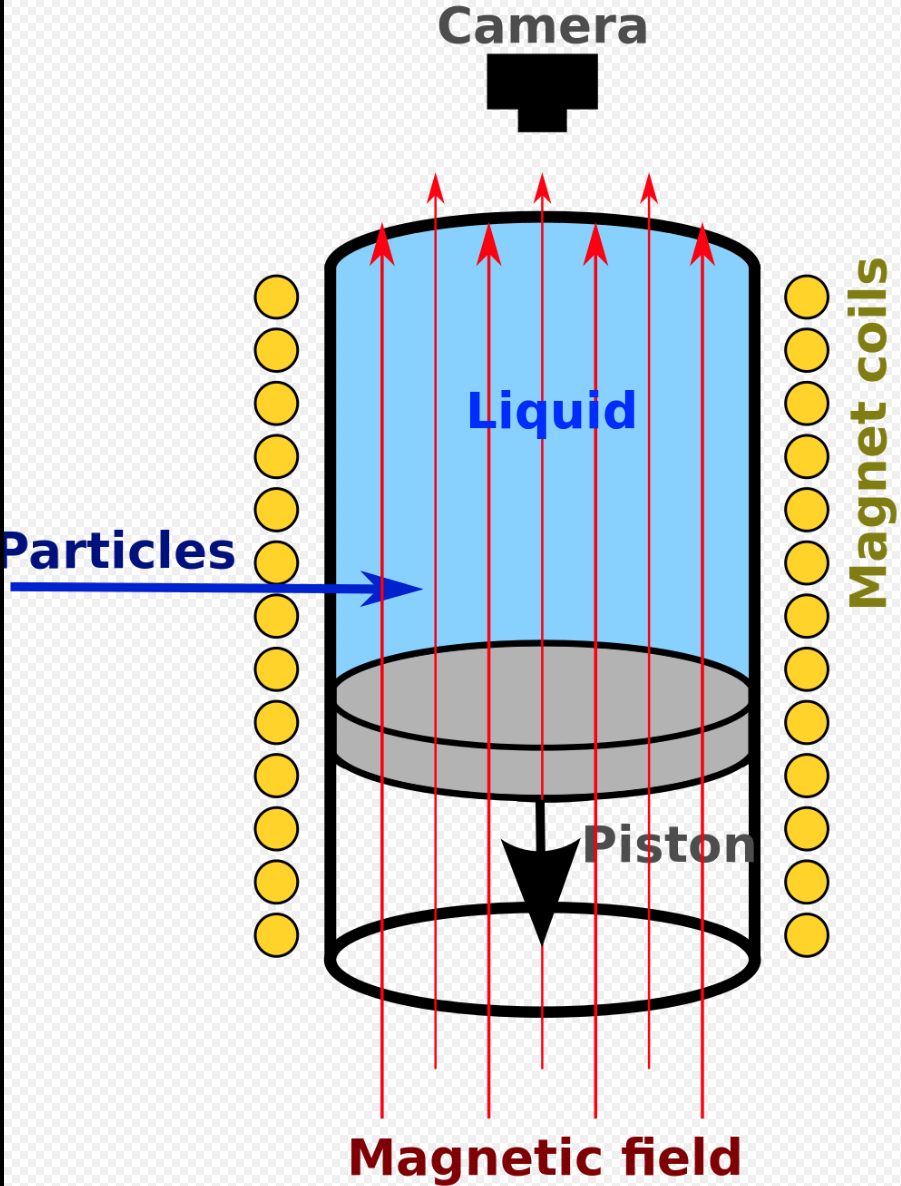 Camera
Liquid
Magnet coils
Particles
Piston
Magnetic field